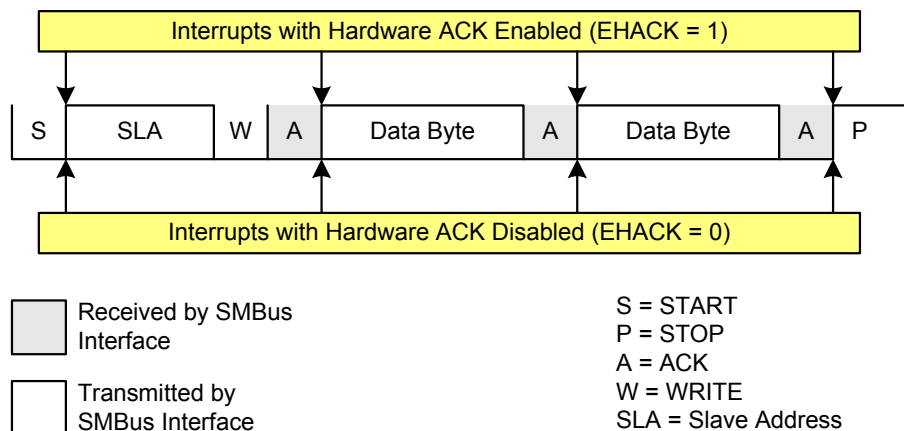 Interrupts with Hardware ACK Enabled (EHACK = 1)
S SLA W A Data Byte A Data Byte A P
Interrupts with Hardware ACK Disabled (EHACK = 0)
Received by SMBus
Interface
Transmitted by
SMBus Interface
S = START
P = STOP
A = ACK
W = WRITE
SLA = Slave Address